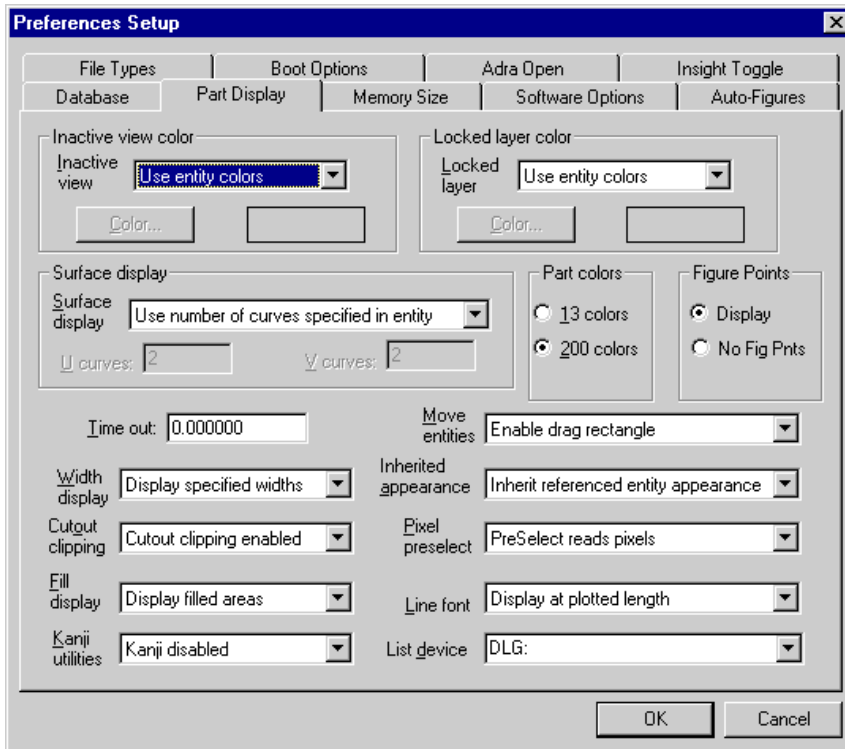 Preferences Setup
File Types Boot Options Adra Open Insight Toggle
Database Part Display Memory Size Software Options Auto-Figures
Inactive view color Locked layer color
Inactive view Use entity colors Locked layer Use entity colors
Color... Color...
Surface display Part colors Figure Points
Surface display Use number of curves specified in entity 13 colors Display
U curves: 2 V curves: 2 200 colors No Fig Pnts
Time out: 0.000000 Move entities Enable drag rectangle
Width display Display specified widths Inherited appearance Inherit referenced entity appearance
Cutout clipping Cutout clipping enabled Pixel preselect PreSelect reads pixels
Fill display Display filled areas Line font Display at plotted length
Kanji utilities Kanji disabled List device DLG:
OK Cancel